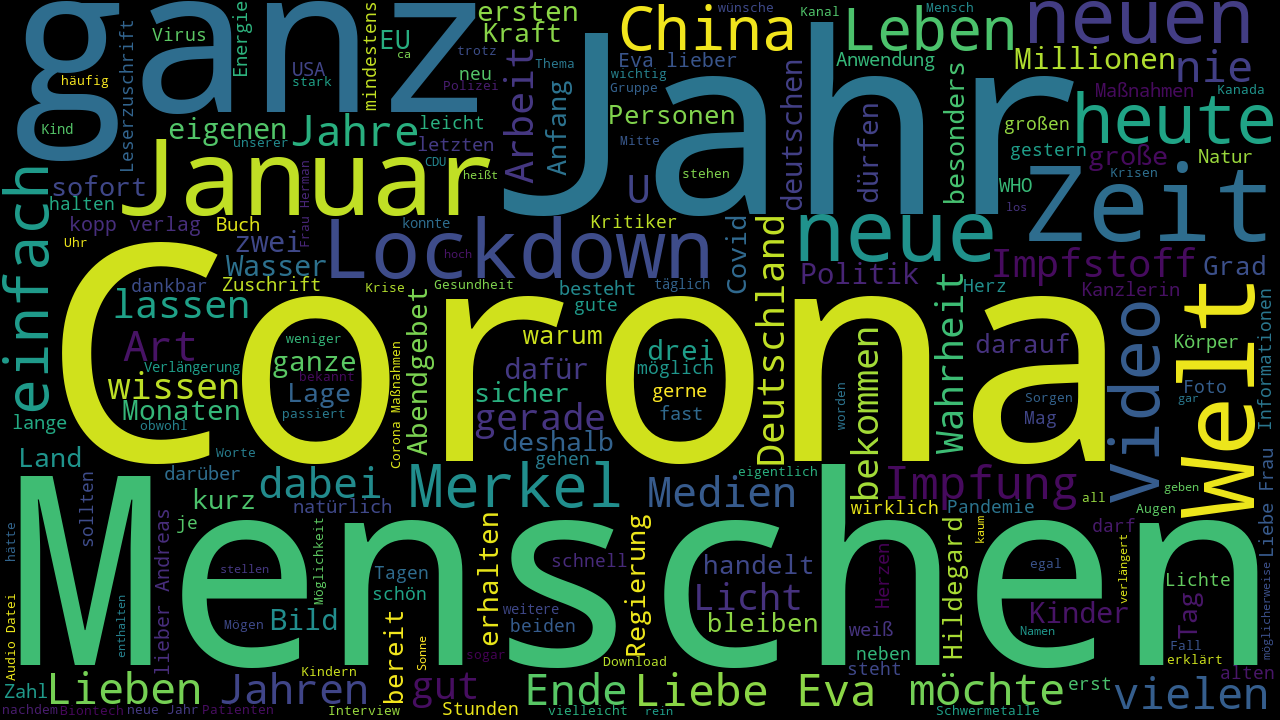 ganz
Jahr
Corona
Menschen
Januar
Lockdown
neue
neuen
heute
Zeit
China
Leben
Millionen
nie
Welt
Video
Merkel
Medien
Impfung
Impfstoff
Deutschland
Politik
Personen
Jahre
Arbeit
Anfang
ersten
Kraft
EU
USA
Virus
Energie
mindestens
Leserzuschrift
häufig
Kind
eigenen
unserer
neu
stark
ca
trotz
Polizei
Thema
leicht
letzten
CDU
heißt
Eva lieber
wichtig
Gruppe
wünsche
Kanal
Mensch
Anwendung
Maßnahmen
Kanada
großen
gestern
große
Natur
Krisen
WHO
los
besonders
dürfen
deutschen
Mitte
stehen
U
Kritiker
Covid
sofort
halten
kopp verlag
Buch
Frau Herman
konnte
Uhr
zwei
Wasser
hoch
dankbar
Zuschrift
Krise
Gesundheit
besteht
täglich
gute
einfach
lassen
Herz
Kanzlerin
Grad
Art
weniger
Verlängerung
ganze
bekannt
wissen
Lage
Monaten
passiert
obwohl
lange
Corona Maßnahmen
Abendgebet
warum
dafür
sicher
gerade
deshalb
gehen
drei
möglich
gerne
fast
worden
bekommen
Wahrheit
darauf
Sorgen
Mag
Körper
Foto
gar
Informationen
Land
Worte
darüber
dabei
kurz
natürlich
je
sollten
hätte
eigentlich
wirklich
Pandemie
all
geben
Augen
Liebe Frau
darf
kaum
verlängert
möglicherweise
lieber Andreas
Möglichkeit
stellen
enthalten
Mögen
Bild
Tagen
schön
erhalten
schnell
weitere
beiden
Regierung
handelt
Licht
bleiben
Herzen
weiß
neben
steht
Hildegard
egal
Kinder
Namen
Lichte
Tag
Fall
erklärt
alten
Audio Datei
Zahl
Lieben
Kindern
Jahren
bereit
Sonne
gut
sogar
Download
Ende
Liebe
Eva
möchte
erst
vielen
nachdem
Biontech
neue Jahr
Patienten
Interview
Stunden
vielleicht
rein
Schwermetalle